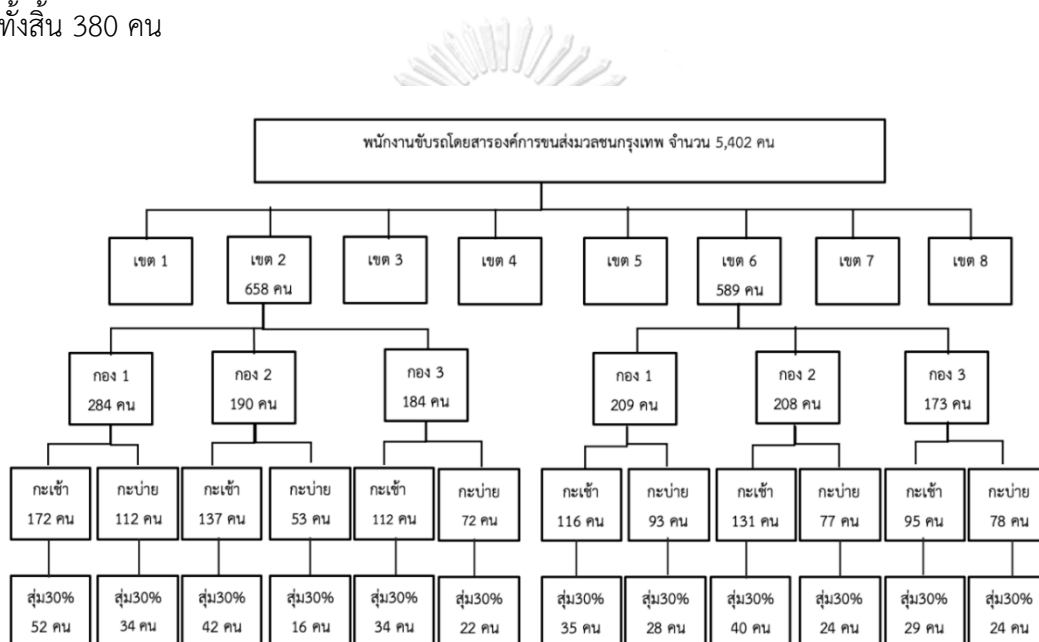 ทั้งสิ้น 380 คน
พนักงานขับรถโดยสารองค์การขนส่งมวลชนกรุงเทพ จำนวน 5,402 คน
เขต 1
เขต 2
658 คน
เขต 3
เขต 4
เขต 5
เขต 6
589 คน
เขต 7
เขต 8
กอง 1
284 คน
กอง 2
190 คน
กอง 3
184 คน
กอง 1
209 คน
กอง 2
208 คน
กอง 3
173 คน
กะเช้า
172 คน
กะบ่าย
112 คน
กะเช้า
137 คน
กะบ่าย
53 คน
กะเช้า
112 คน
กะบ่าย
72 คน
กะเช้า
116 คน
กะบ่าย
93 คน
กะเช้า
131 คน
กะบ่าย
77 คน
กะเช้า
95 คน
กะบ่าย
78 คน
สุ่ม30%
52 คน
สุ่ม30%
34 คน
สุ่ม30%
42 คน
สุ่ม30%
16 คน
สุ่ม30%
34 คน
สุ่ม30%
22 คน
สุ่ม30%
35 คน
สุ่ม30%
28 คน
สุ่ม30%
40 คน
สุ่ม30%
24 คน
สุ่ม30%
29 คน
สุ่ม30%
24 คน